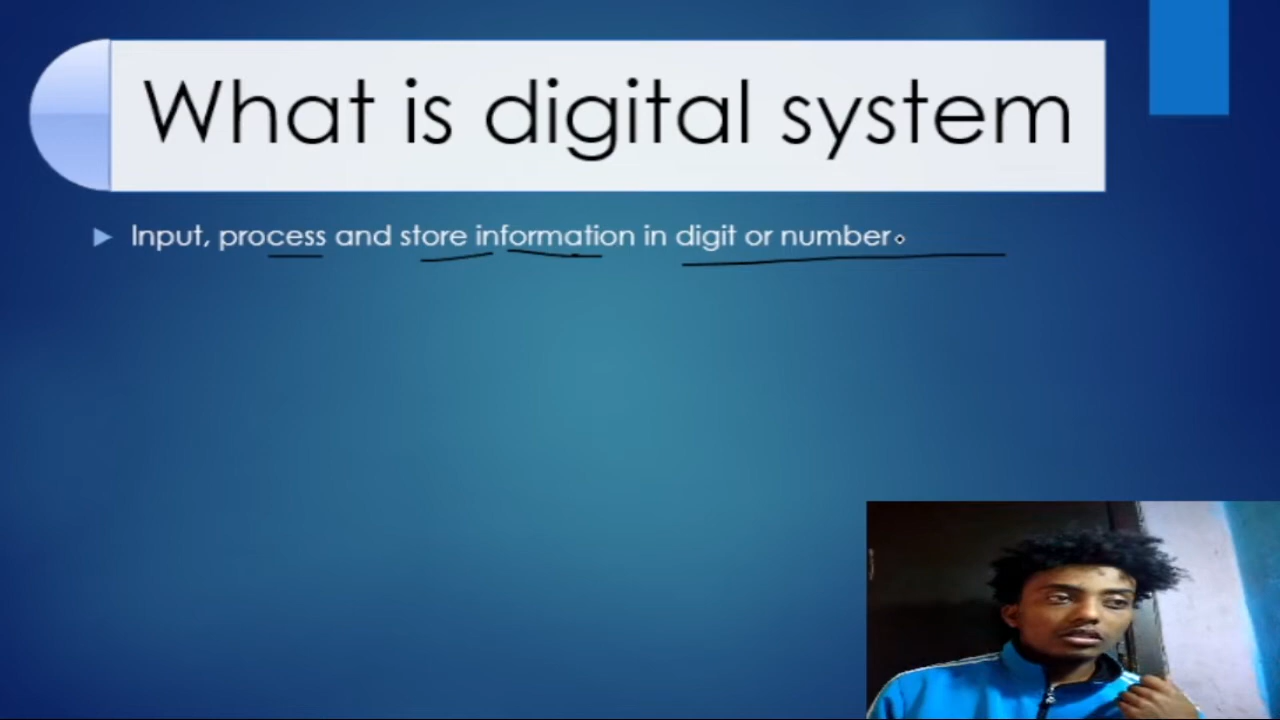 What is digital system
Input, process and store information in digit or number